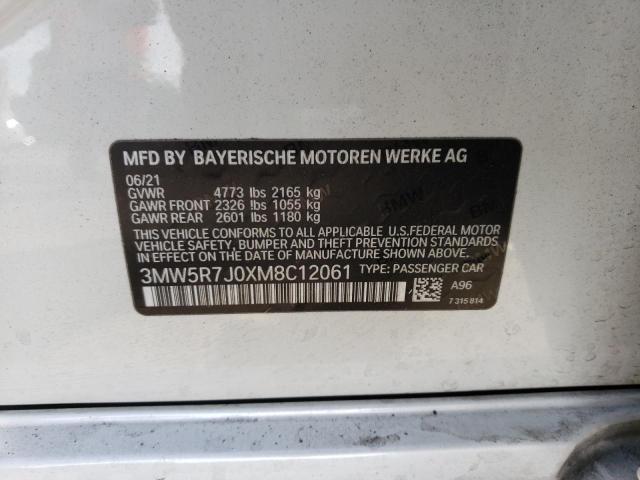 MFD BY BAYERISCHE MOTOREN WERKE AG
06/21
GVWR 4773 lbs 2165 kg
GAWR FRONT 2326 lbs 1055 kg
GAWR REAR 2601 lbs 1180 kg
THIS VEHICLE CONFORMS TO ALL APPLICABLE U.S.FEDERAL MOTOR
VEHICLE SAFETY, BUMPER AND THEFT PREVENTION STANDARDS
IN EFFECT ON THE DATE OF MANUFACTURE SHOWN ABOVE.
3MW5R7J0XM8C12061 TYPE: PASSENGER CAR
A96
7 315 814